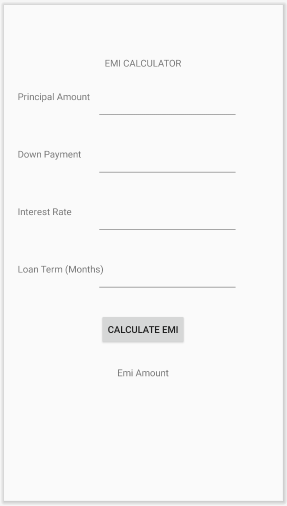 EMI CALCULATOR
Principal Amount
Down Payment
Interest Rate
Loan Term (Months)
CALCULATE EMI
Emi Amount